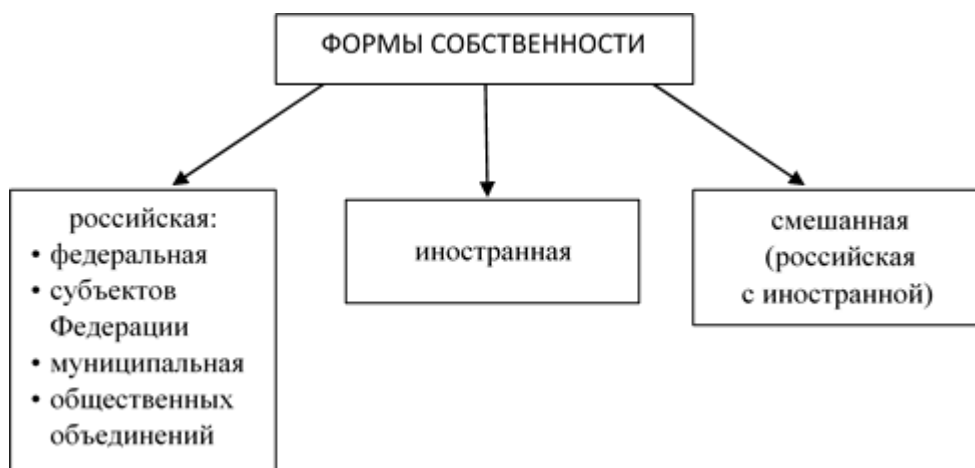 ФОРМЫ СОБСТВЕННОСТИ
российская:
• федеральная
• субъектов
Федерации
• муниципальная
• общественных
объединений
иностранная
смешанная
(российская
с иностранной)